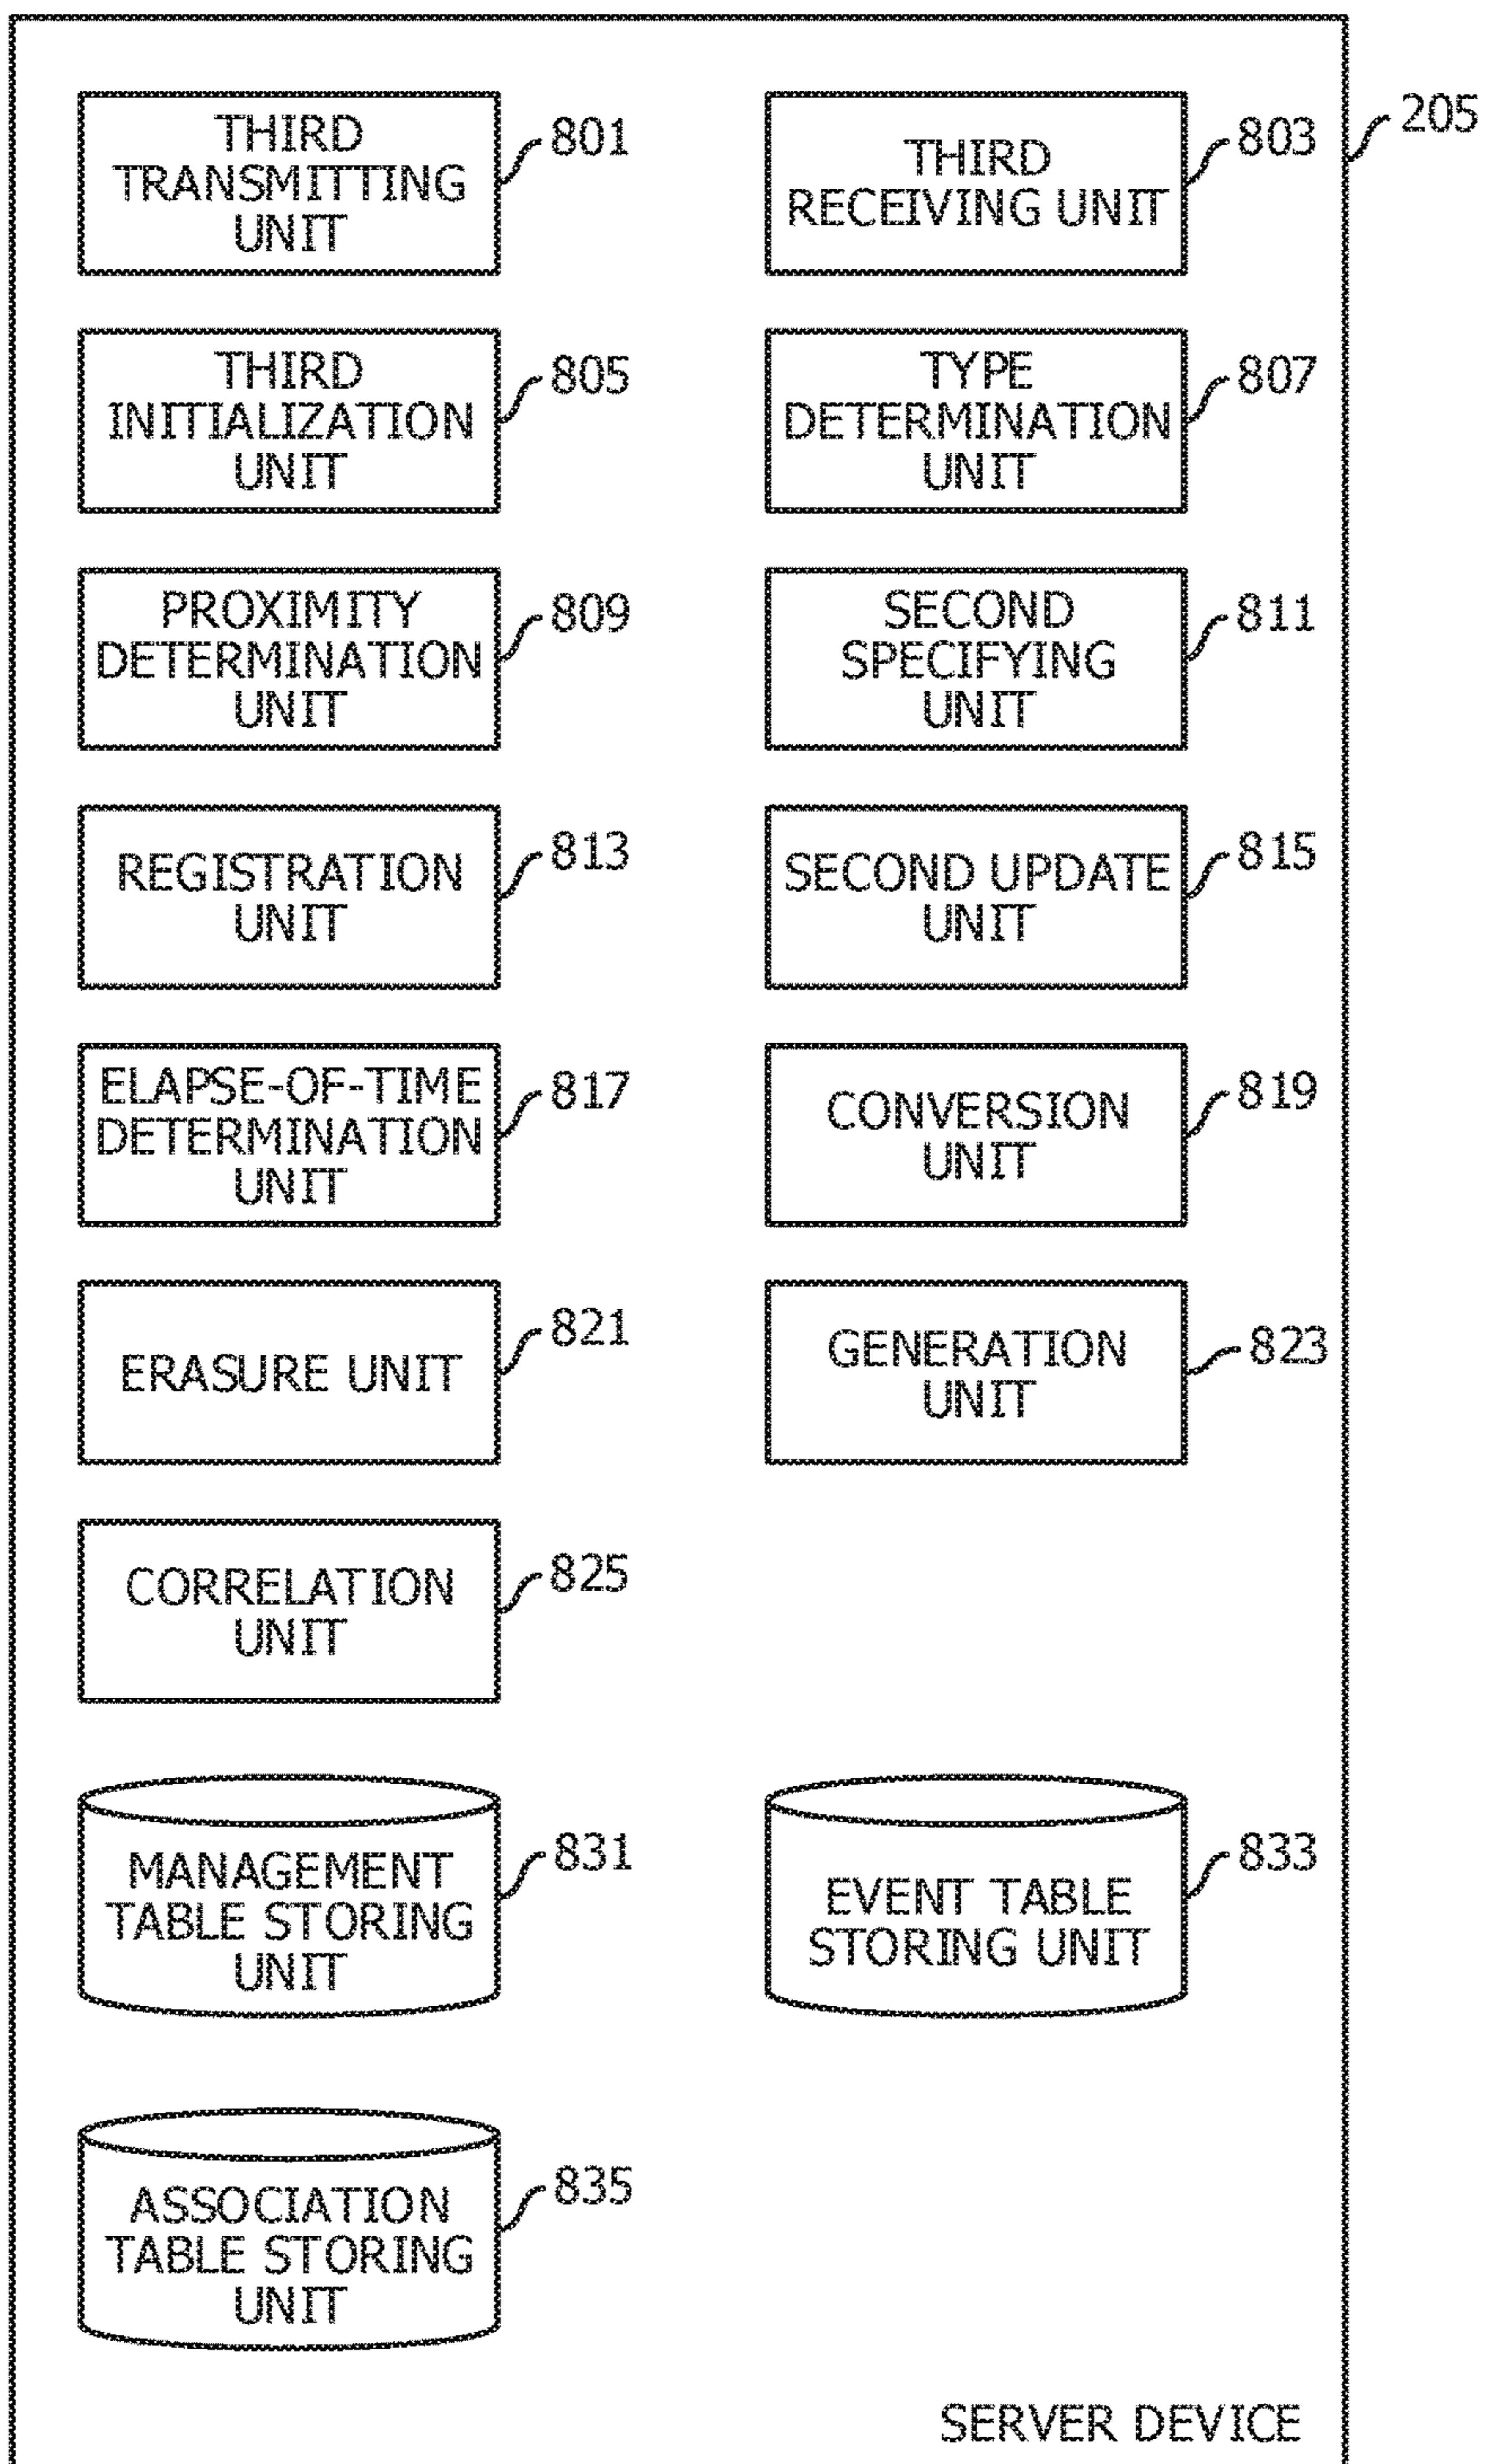 205
THIRD
TRANSMITTING
UNIT
801
THIRD
RECEIVING UNIT
803
THIRD
INITIALIZATION
UNIT
805
TYPE
DETERMINATION
UNIT
807
PROXIMITY
DETERMINATION
UNIT
809
SECOND
SPECIFYING
UNIT
811
REGISTRATION
UNIT
813
SECOND UPDATE
UNIT
815
ELAPSE-OF-TIME
DETERMINATION
UNIT
817
CONVERSION
UNIT
819
ERASURE UNIT
821
GENERATION
UNIT
823
CORRELATION
UNIT
825
MANAGEMENT
TABLE STORING
UNIT
831
EVENT TABLE
STORING UNIT
833
ASSOCIATION
TABLE STORING
UNIT
835
SERVER DEVICE